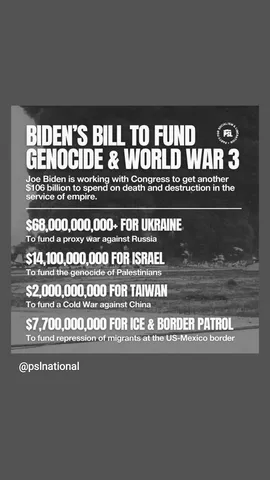 BIDEN'S BILL TO FUND
GENOCIDE & WORLD WAR 3
Joe Biden is working with Congress to get another
$106 billion to spend on death and destruction in the
service of empire.
$68,000,000,000+ FOR UKRAINE
To fund a proxy war against Russia
$14,100,000,000 FOR ISRAEL
To fund the genocide of Palestinians
$2,000,000,000 FOR TAIWAN
To fund a Cold War against China
$7,700,000,000 FOR ICE & BORDER PATROL
To fund repression of migrants at the US-Mexico border
@pslnational